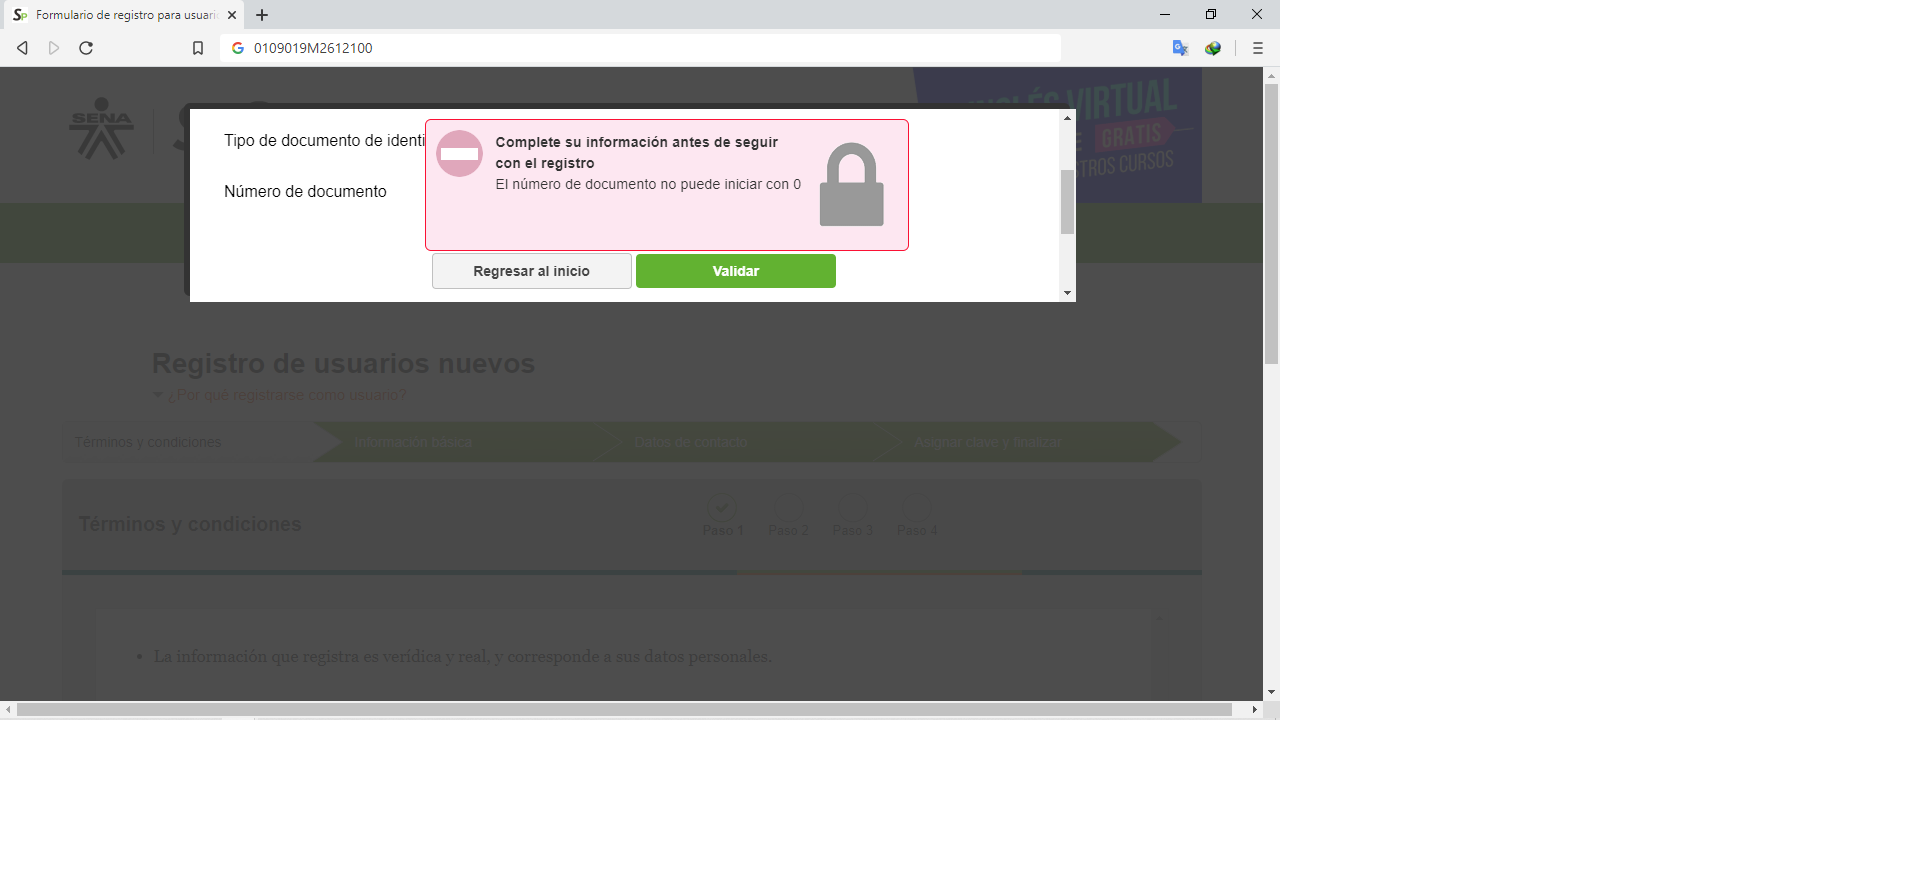 Formulario de registro para usuari
0109019M2612100
SENA
INGLÉS VIRTUAL
GRATIS
STROS CURSOS
Tipo de documento de identi
Complete su información antes de seguir
con el registro
El número de documento no puede iniciar con 0
Número de documento
Regresar al inicio
Validar
Registro de usuarios nuevos
¿Por qué registrarse como usuario?
Términos y condiciones
Información básica
Datos de contacto
Asignar clave y finalizar
Términos y condiciones
Paso 1
Paso 2
Paso 3
Paso 4
• La información que registra es verídica y real, y corresponde a sus datos personales.